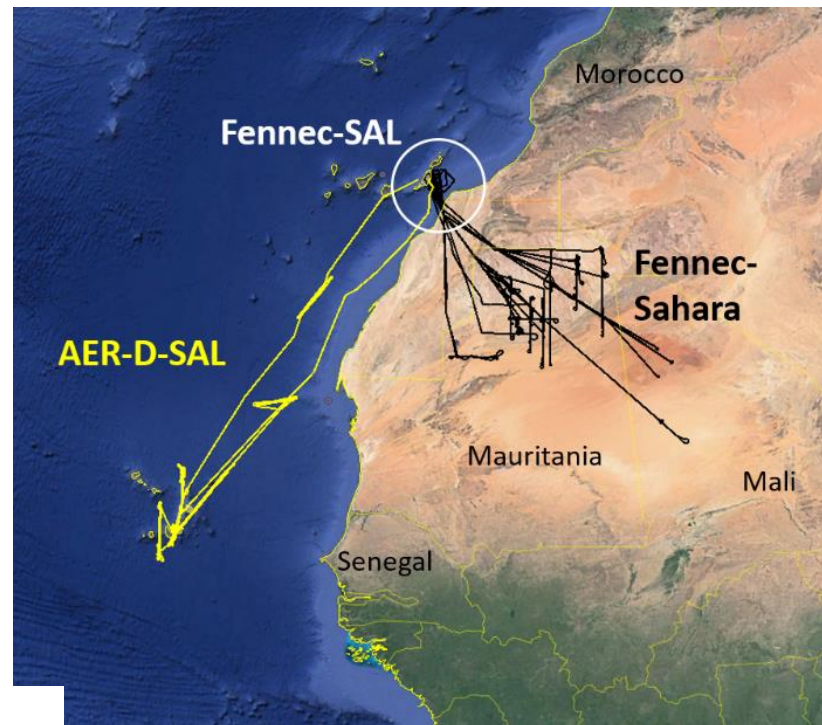 Morocco
Fennec-SAL
Fennec-
Sahara
AER-D-SAL
Mauritania
Mali
Senegal